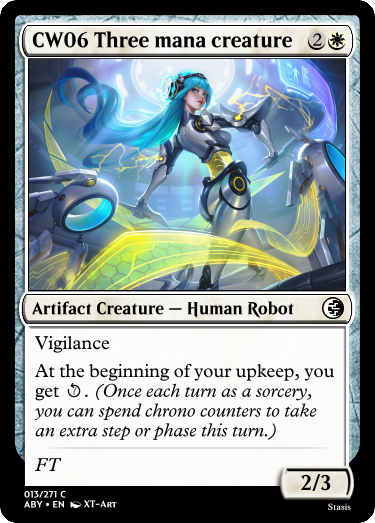 CW06 Three mana creature 2
Artifact Creature — Human Robot
Vigilance
At the beginning of your upkeep, you
get . (Once each turn as a sorcery,
you can spend chrono counters to take
an extra step or phase this turn.)
FT
2/3
013/271 C
ABY • EN XT-Art
Stasis